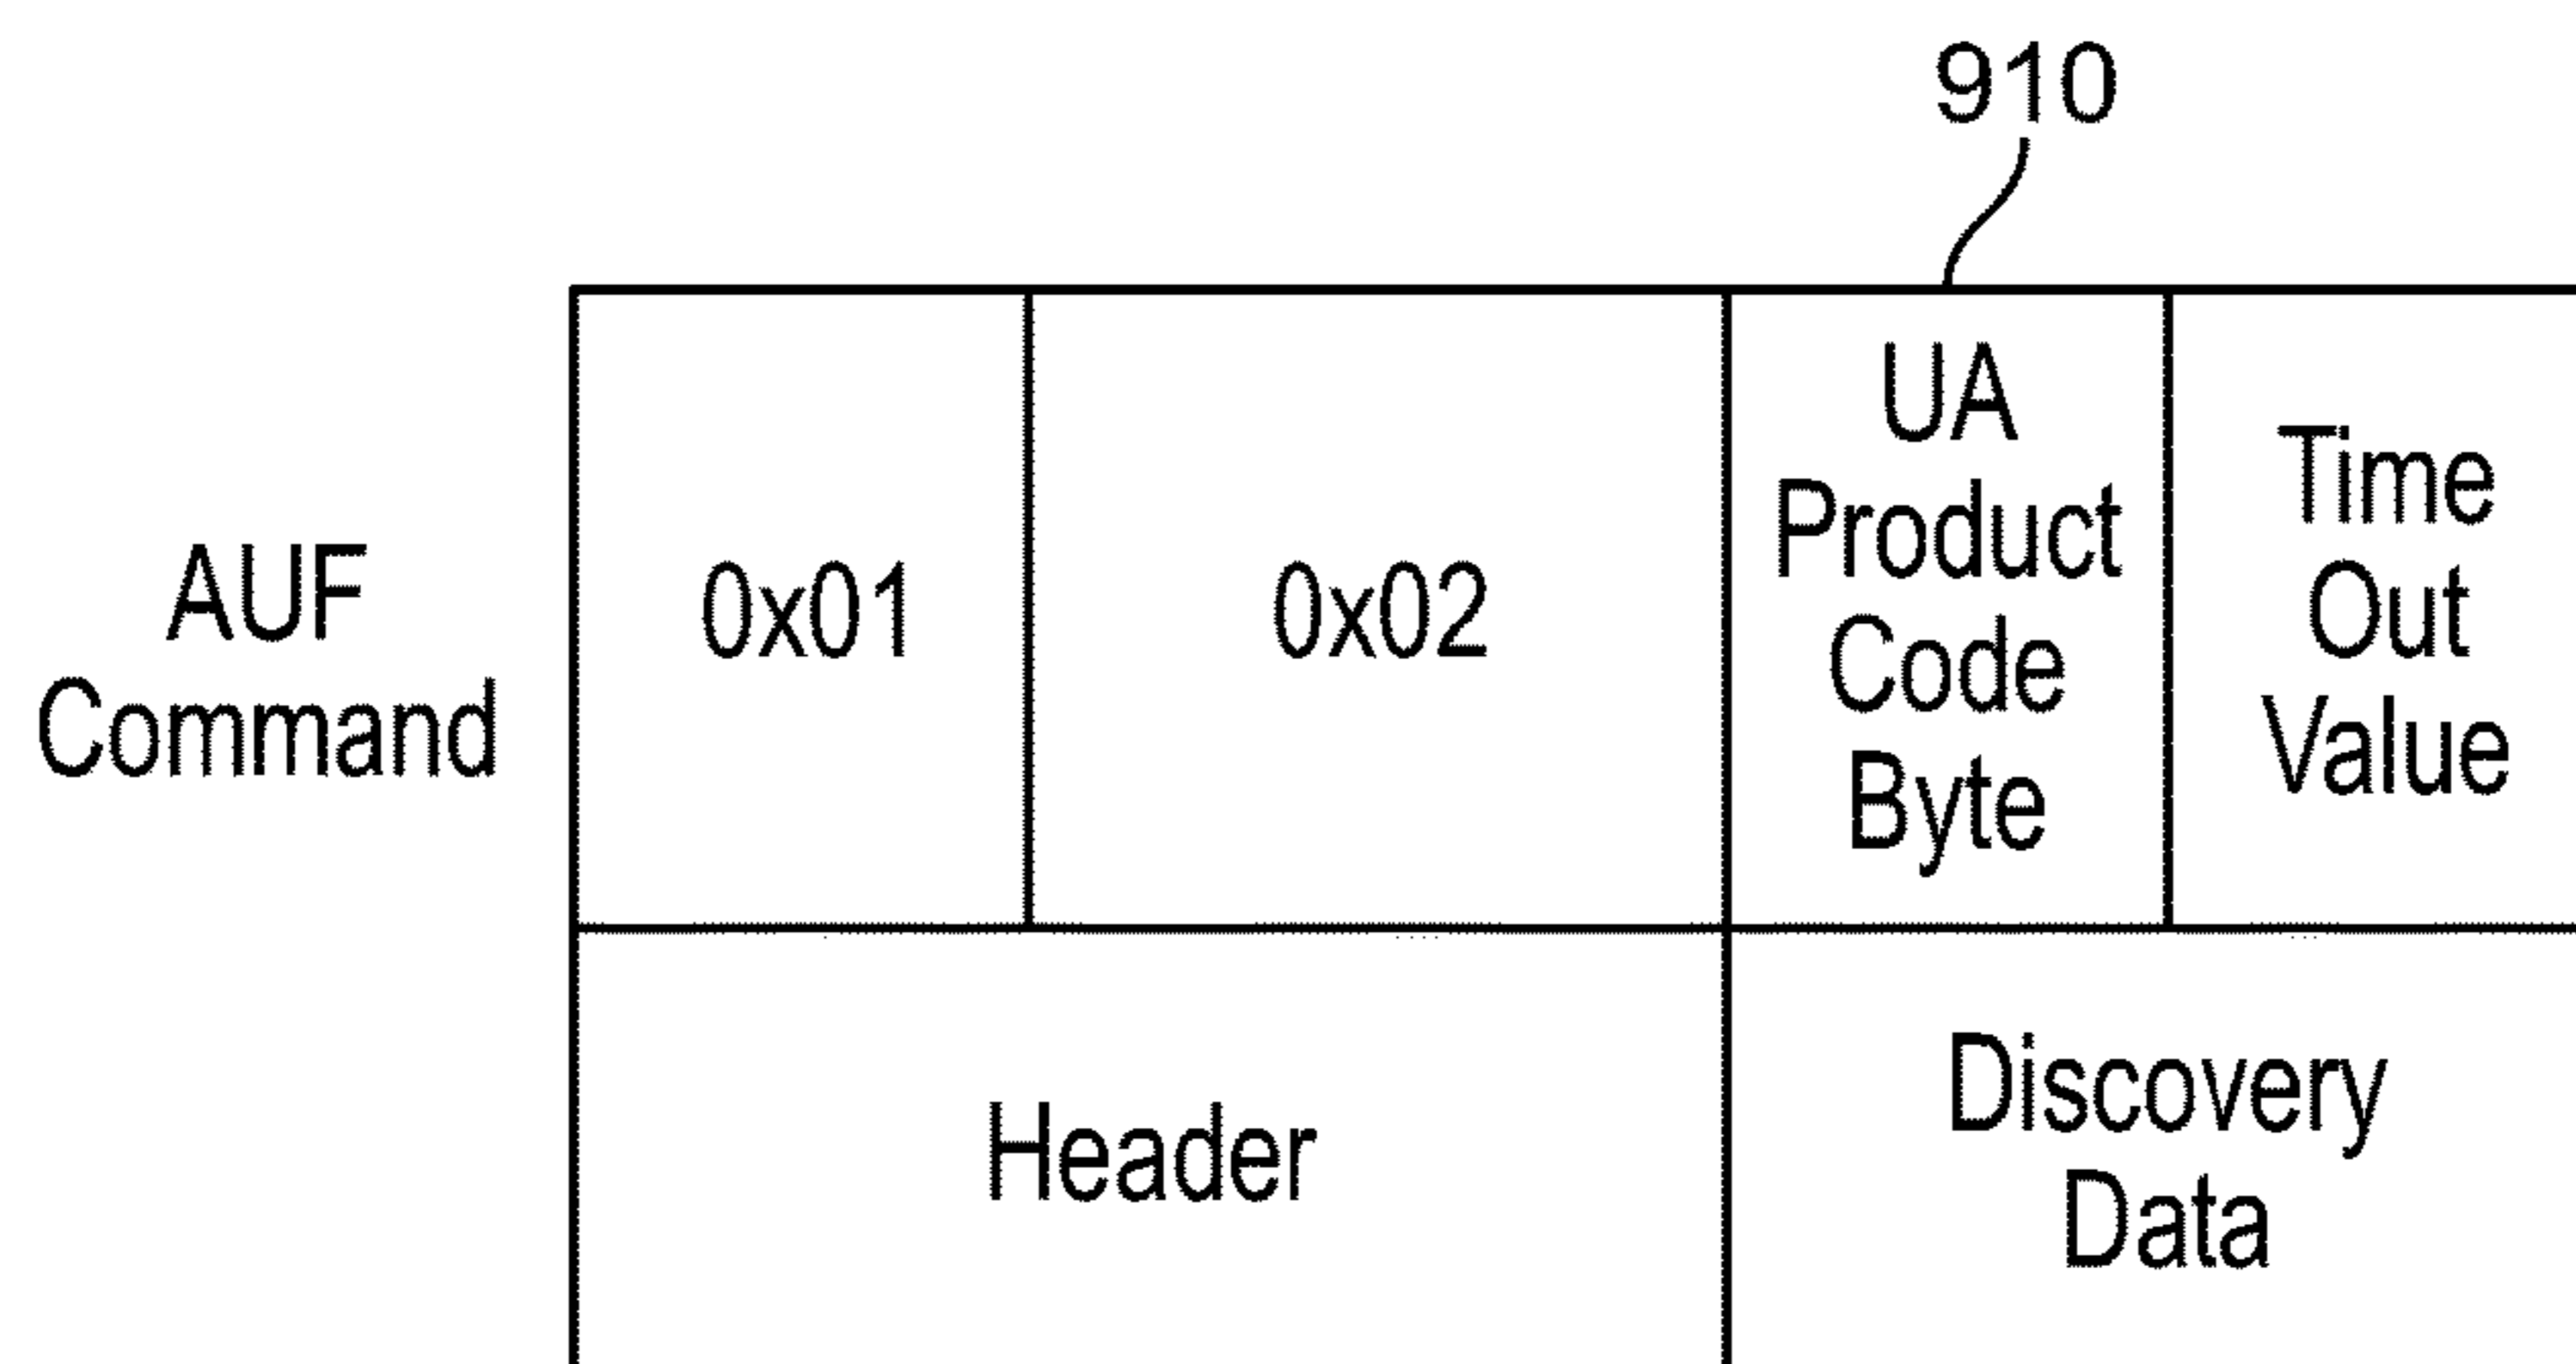 910
AUF
Command
0x01
0x02
UA
Product
Code
Byte
Time
Out
Value
Header
Discovery
Data